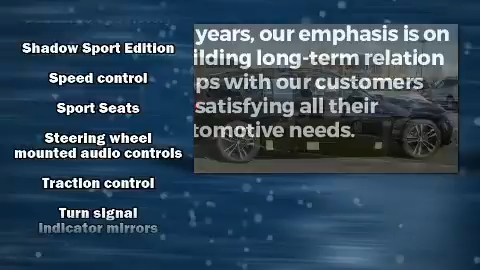 Shadow Sport Edition
Speed control
Sport Seats
Steering wheel
mounted audio controls
Traction control
Turn signal
indicator mirrors
years, our emphasis is on
ilding long-term relation
ps with our customers
satisfying all their
tomotive needs.